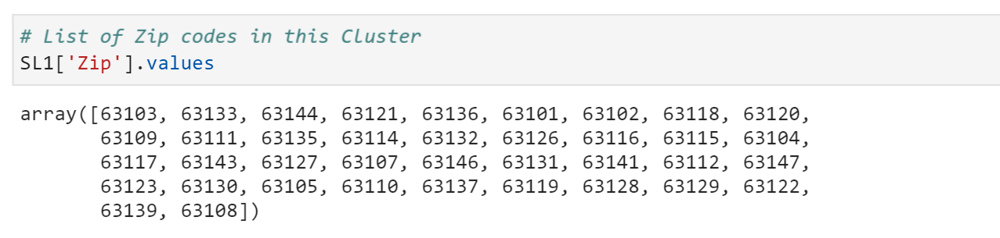 # List of Zip codes in this Cluster
SL1['Zip'].values
array([63103, 63133, 63144, 63121, 63136, 63101, 63102, 63118, 63120,
63109, 63111, 63135, 63114, 63132, 63126, 63116, 63115, 63104,
63117, 63143, 63127, 63107, 63146, 63131, 63141, 63112, 63147,
63123, 63130, 63105, 63110, 63137, 63119, 63128, 63129, 63122,
63139, 63108])